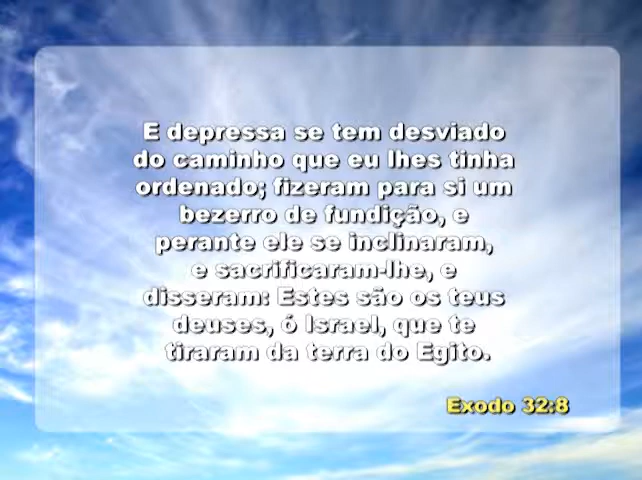 E depressa se tem desviado
do caminho que eu lhes tinha
ordenado; fizeram para si um
bezerro de fundição, e
perante ele se inclinaram,
e sacrificaram-lhe, e
disseram: Estes são os teus
deuses, ó Israel, que te
tiraram da terra do Egito.
Exodo 32:8